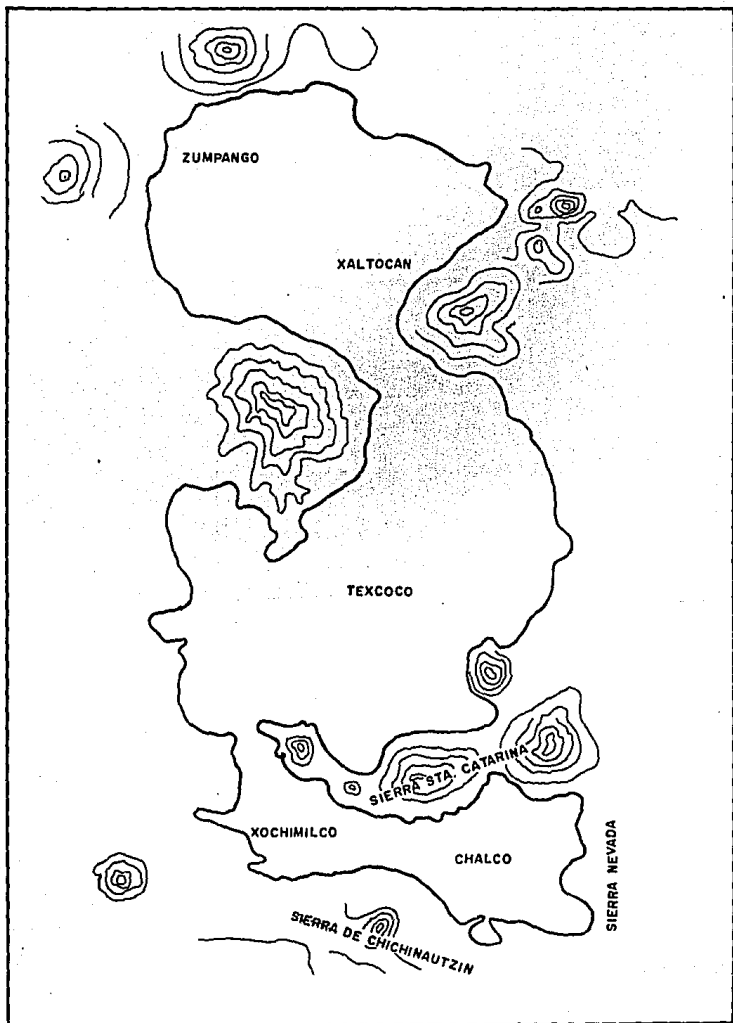 ZUMPANGO
XALTOCAN
TEXCOCO
SIERRA STA. CATARINA
XOCHIMILCO
CHALCO
SIERRA NEVADA
SIERRA DE CHICHINAUTZIN